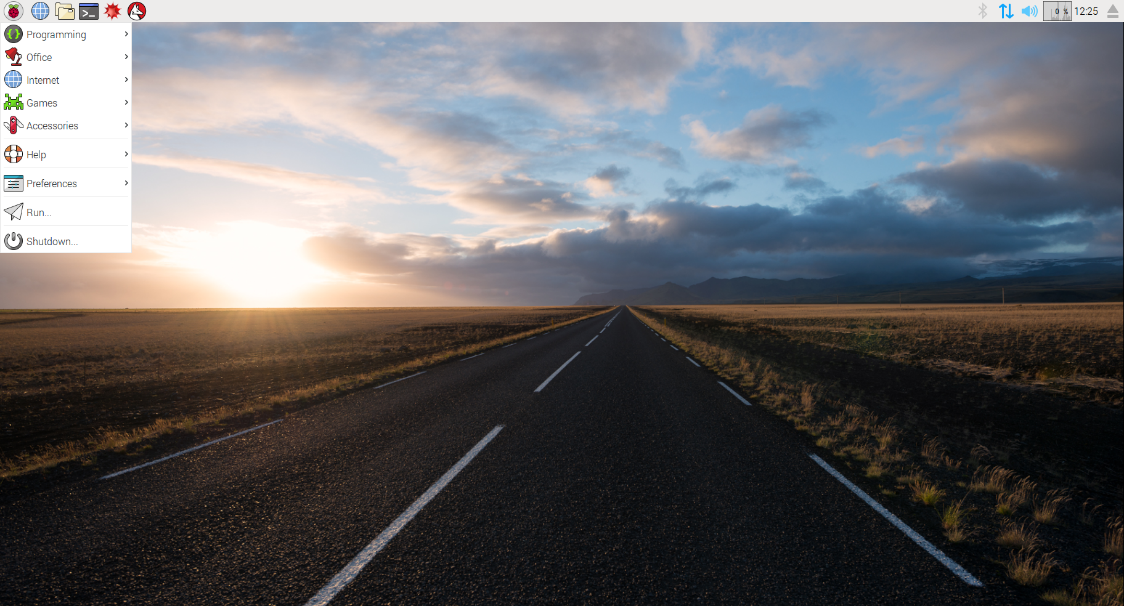 0 %
12:25
Programming
Office
Internet
Games
Accessories
Help
Preferences
Run...
Shutdown...